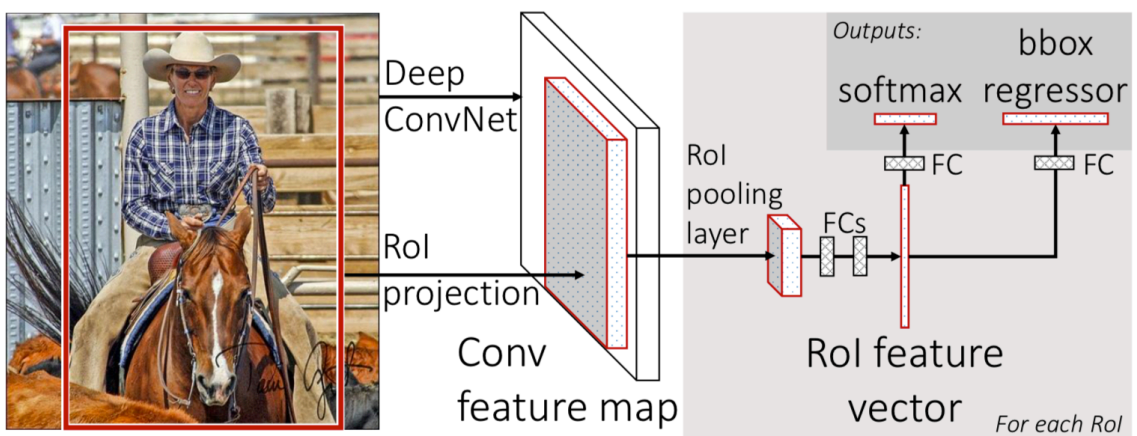 Deep
ConvNet
RoI
projection
Conv
feature map
RoI
pooling
layer
FCs
RoI feature
vector
Outputs:
softmax
bbox
regressor
FC
FC
For each RoI